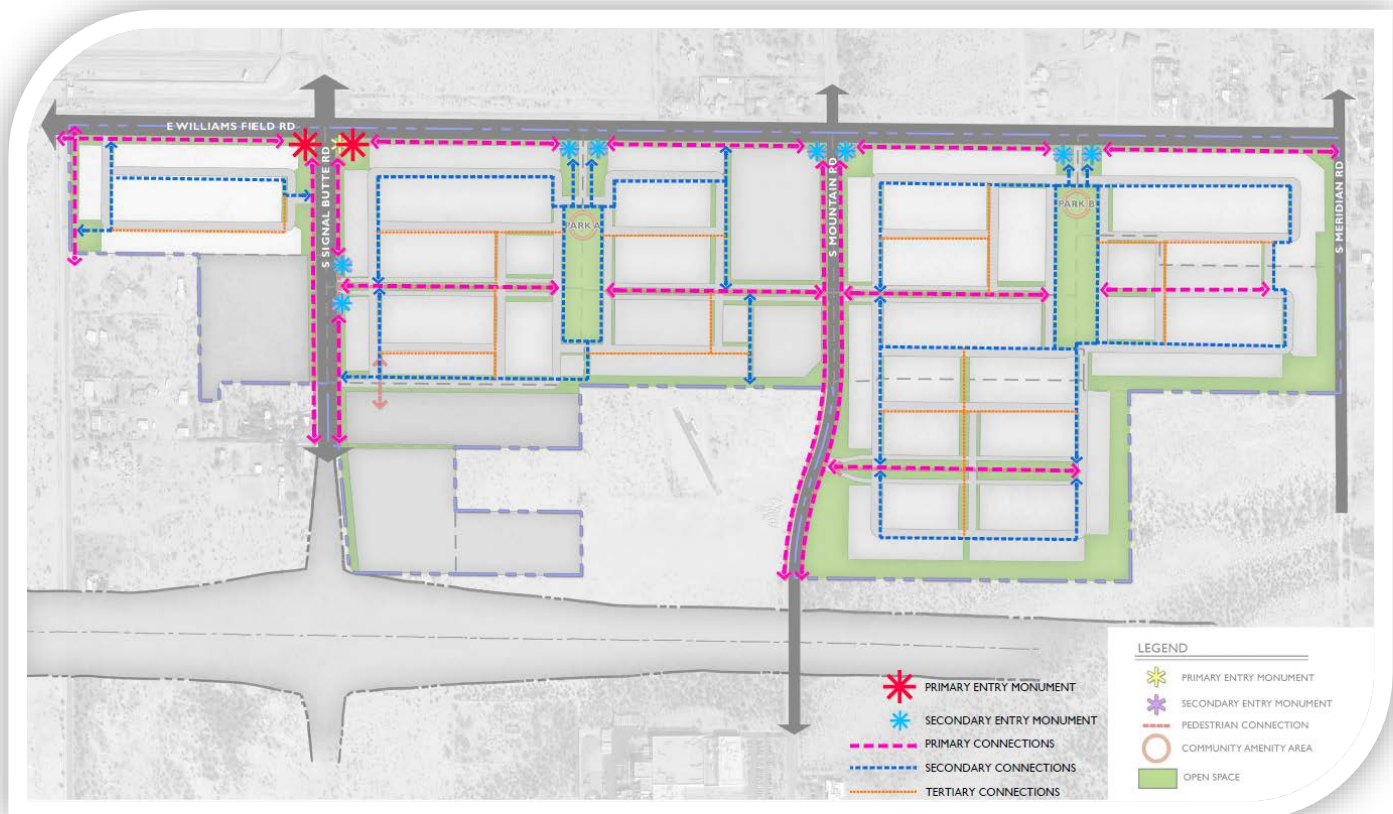 E WILLIAMS FIELD RD
S SIGNAL BUTTE RD
S MOUNTAIN RD
S MERIDIAN RD
PARK A
PARK B
PRIMARY ENTRY MONUMENT
SECONDARY ENTRY MONUMENT
PRIMARY CONNECTIONS
SECONDARY CONNECTIONS
TERTIARY CONNECTIONS
LEGEND
PRIMARY ENTRY MONUMENT
SECONDARY ENTRY MONUMENT
PEDESTRIAN CONNECTION
COMMUNITY AMENITY AREA
OPEN SPACE